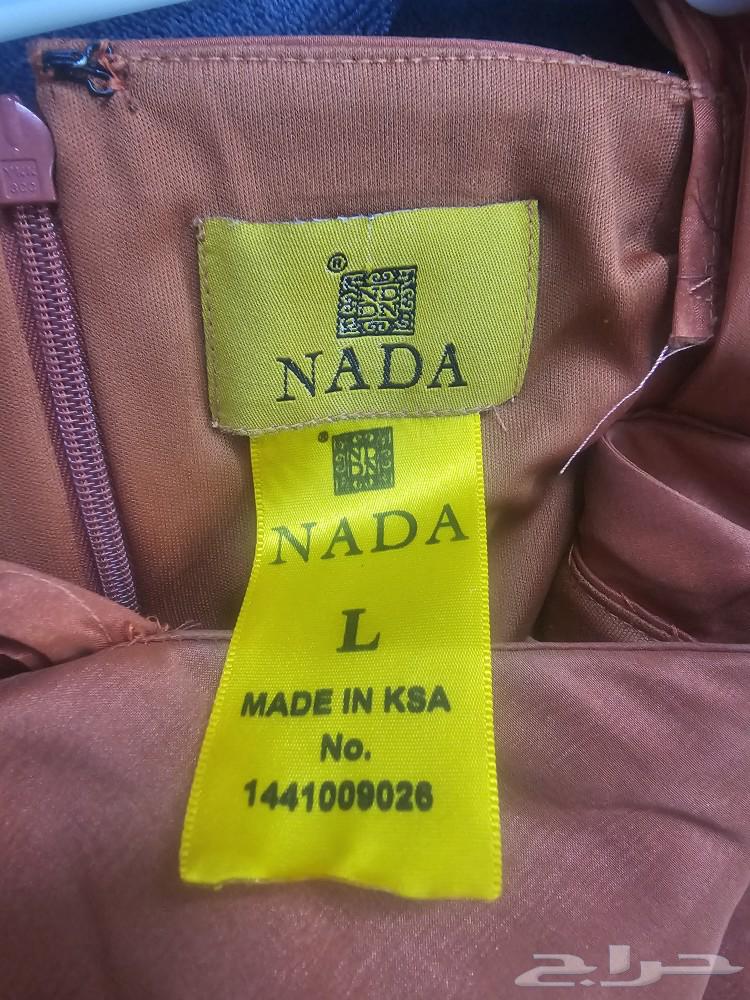 ®
NADA
®
NADA
L
MADE IN KSA
No.
1441009026
حراج